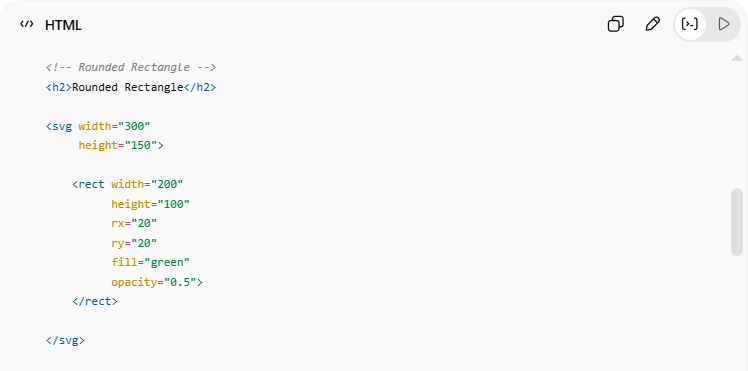 HTML
<!-- Rounded Rectangle -->
<h2>Rounded Rectangle</h2>
<svg width="300"
height="150">
<rect width="200"
height="100"
rx="20"
ry="20"
fill="green"
opacity="0.5">
</rect>
</svg>